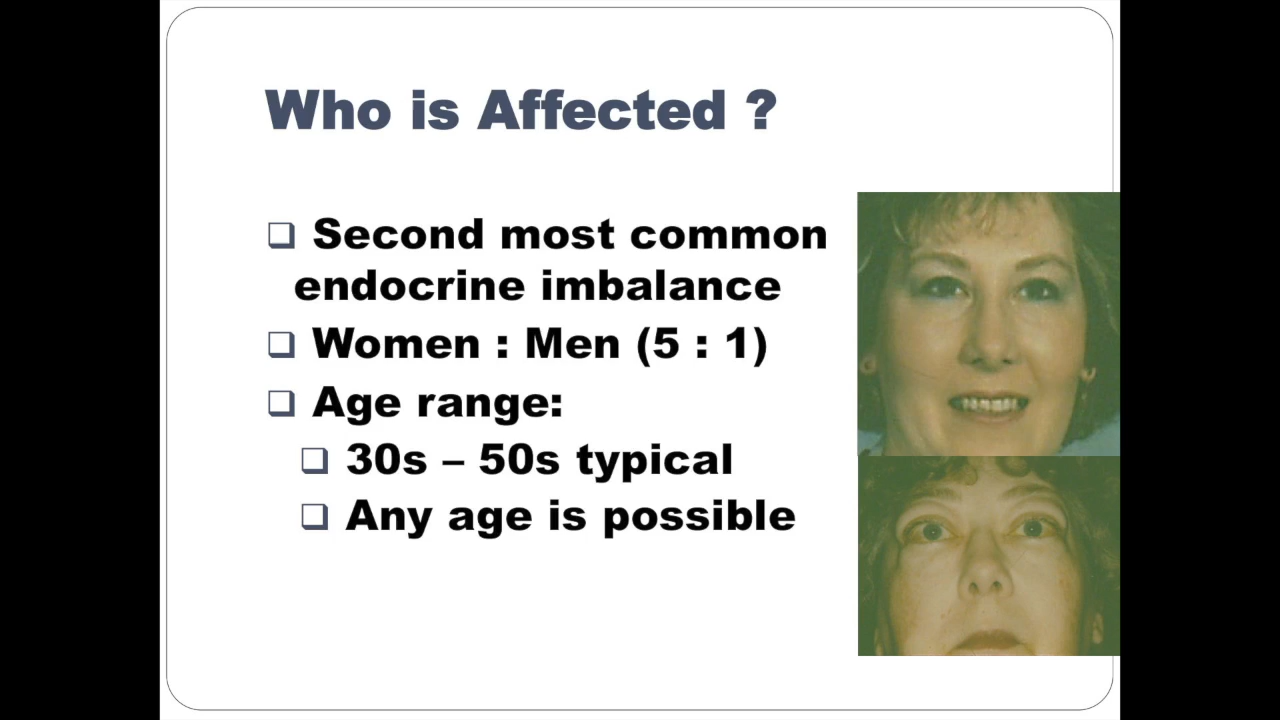 Who is Affected ?
Second most common
endocrine imbalance
Women : Men (5 : 1)
Age range:
30s – 50s typical
Any age is possible